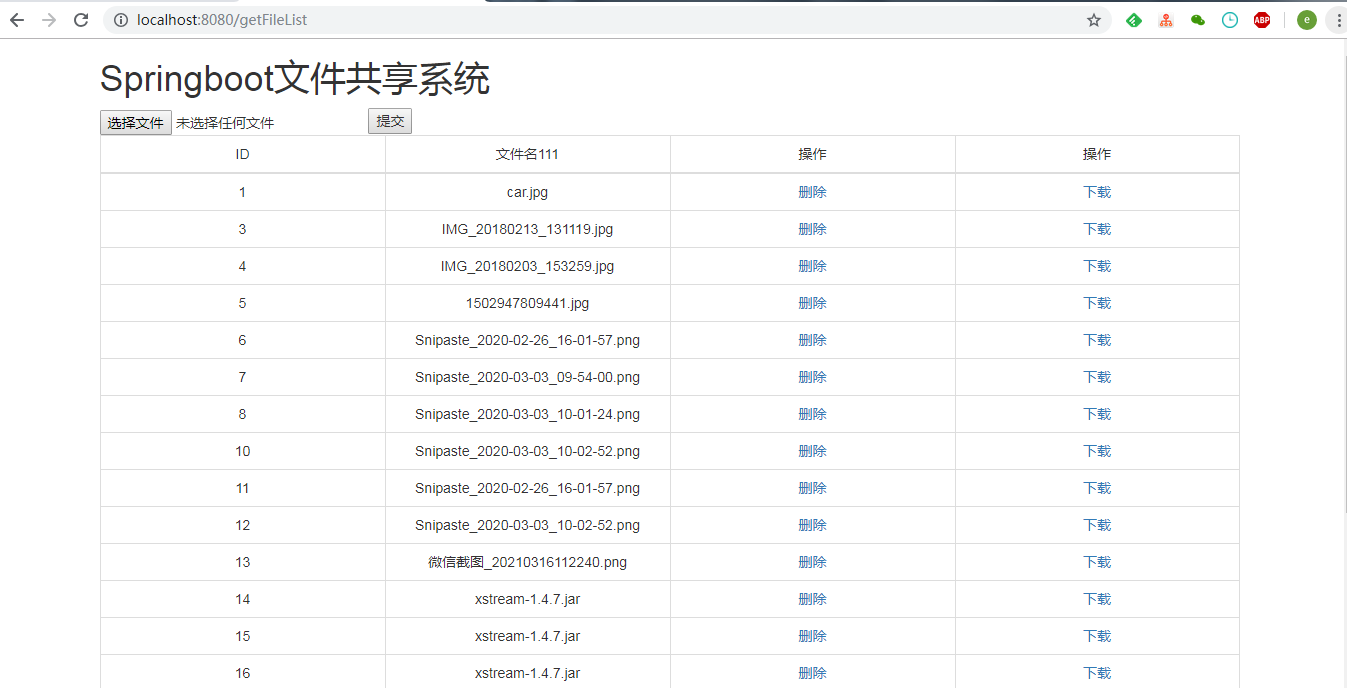 localhost:8080/getFileList
ABP
e
Springboot文件共享系统
选择文件 未选择任何文件 提交
ID 文件名111 操作 操作
1 car.jpg 删除 下载
3 IMG_20180213_131119.jpg 删除 下载
4 IMG_20180203_153259.jpg 删除 下载
5 1502947809441.jpg 删除 下载
6 Snipaste_2020-02-26_16-01-57.png 删除 下载
7 Snipaste_2020-03-03_09-54-00.png 删除 下载
8 Snipaste_2020-03-03_10-01-24.png 删除 下载
10 Snipaste_2020-03-03_10-02-52.png 删除 下载
11 Snipaste_2020-02-26_16-01-57.png 删除 下载
12 Snipaste_2020-03-03_10-02-52.png 删除 下载
13 微信截图_20210316112240.png 删除 下载
14 xstream-1.4.7.jar 删除 下载
15 xstream-1.4.7.jar 删除 下载
16 xstream-1.4.7.jar 删除 下载